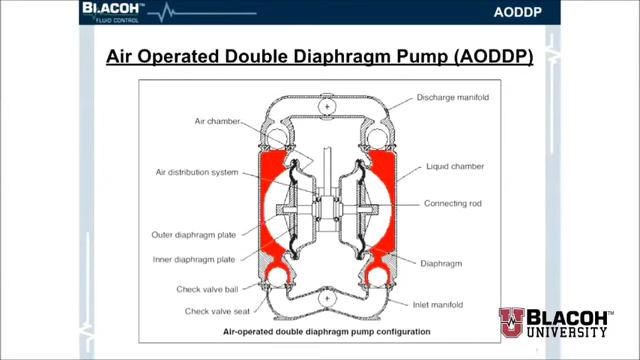 BLACOH
FLUID CONTROL
AODDP
Air Operated Double Diaphragm Pump (AODDP)
Discharge manifold
Air chamber
Liquid chamber
Air distribution system
Connecting rod
Outer diaphragm plate
Inner diaphragm plate
Diaphragm
Check valve ball
Inlet manifold
Check valve seat
Air-operated double diaphragm pump configuration
U BLACOH
UNIVERSITY